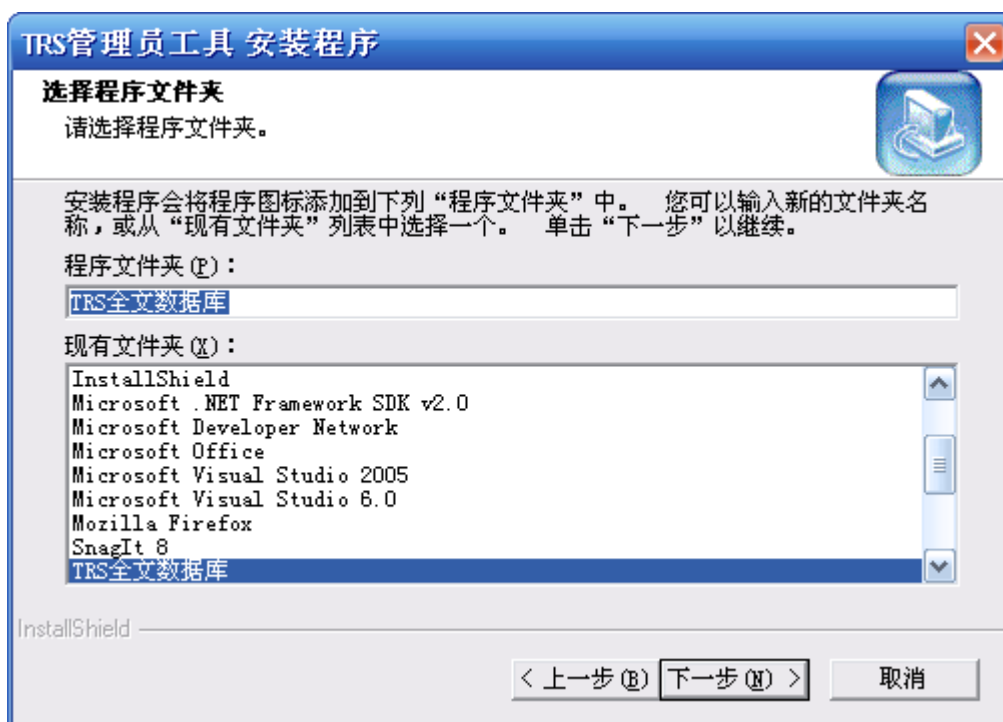 TRS管理员工具 安装程序
选择程序文件夹
请选择程序文件夹。
安装程序会将程序图标添加到下列“程序文件夹”中。 您可以输入新的文件夹名
称，或从“现有文件夹”列表中选择一个。 单击“下一步”以继续。
程序文件夹(P)：
TRS全文数据库
现有文件夹(X)：
InstallShield
Microsoft .NET Framework SDK v2.0
Microsoft Developer Network
Microsoft Office
Microsoft Visual Studio 2005
Microsoft Visual Studio 6.0
Mozilla Firefox
SnagIt 8
TRS全文数据库
InstallShield
< 上一步(B) 下一步(N) > 取消